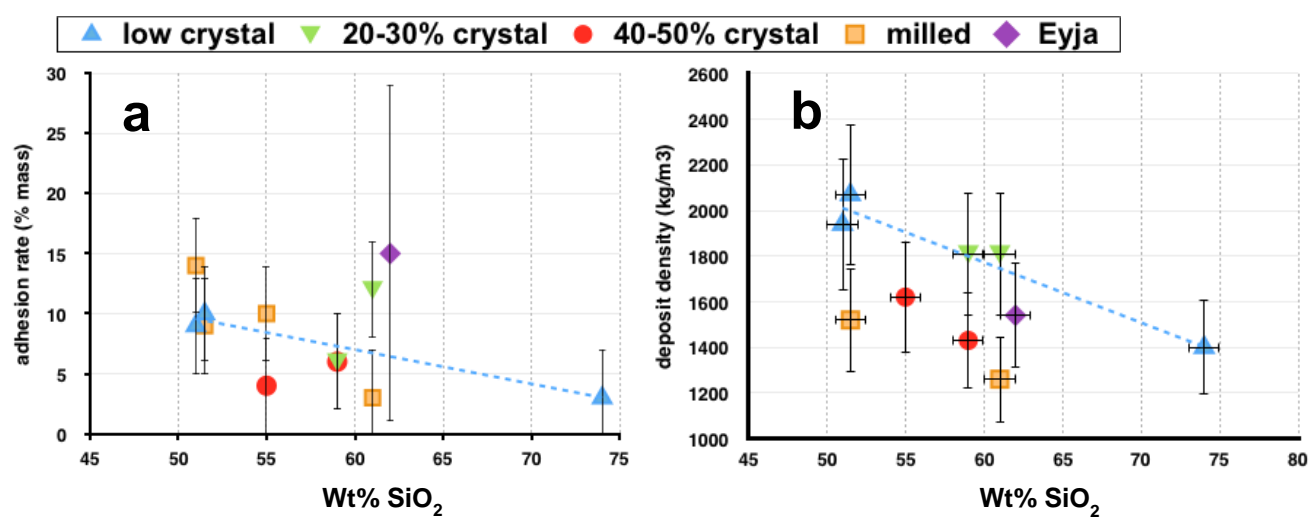 low crystal 20-30% crystal 40-50% crystal milled Eyja
a
adhesion rate (% mass)
30
25
20
15
10
5
0
45 50 55 60 65 70 75
Wt% SiO2
b
deposit density (kg/m3)
2600
2400
2200
2000
1800
1600
1400
1200
1000
45 50 55 60 65 70 75 80
Wt% SiO2